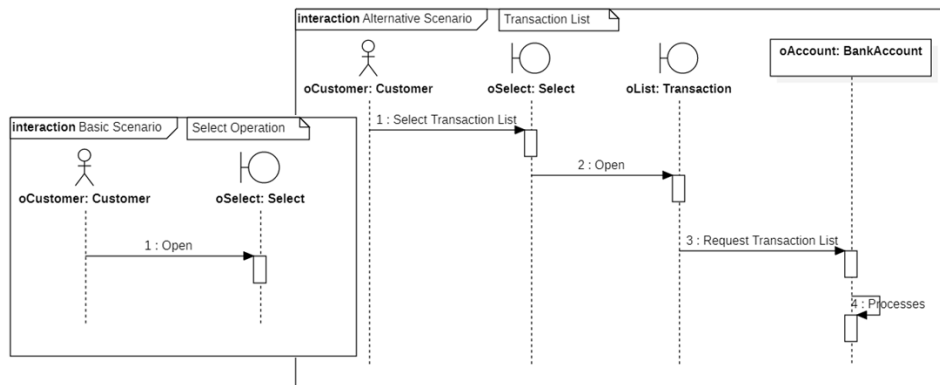 interaction Alternative Scenario
Transaction List
oCustomer: Customer
oSelect: Select
oList: Transaction
oAccount: BankAccount
1 : Select Transaction List
2 : Open
3 : Request Transaction List
4 : Processes
interaction Basic Scenario
Select Operation
oCustomer: Customer
oSelect: Select
1 : Open